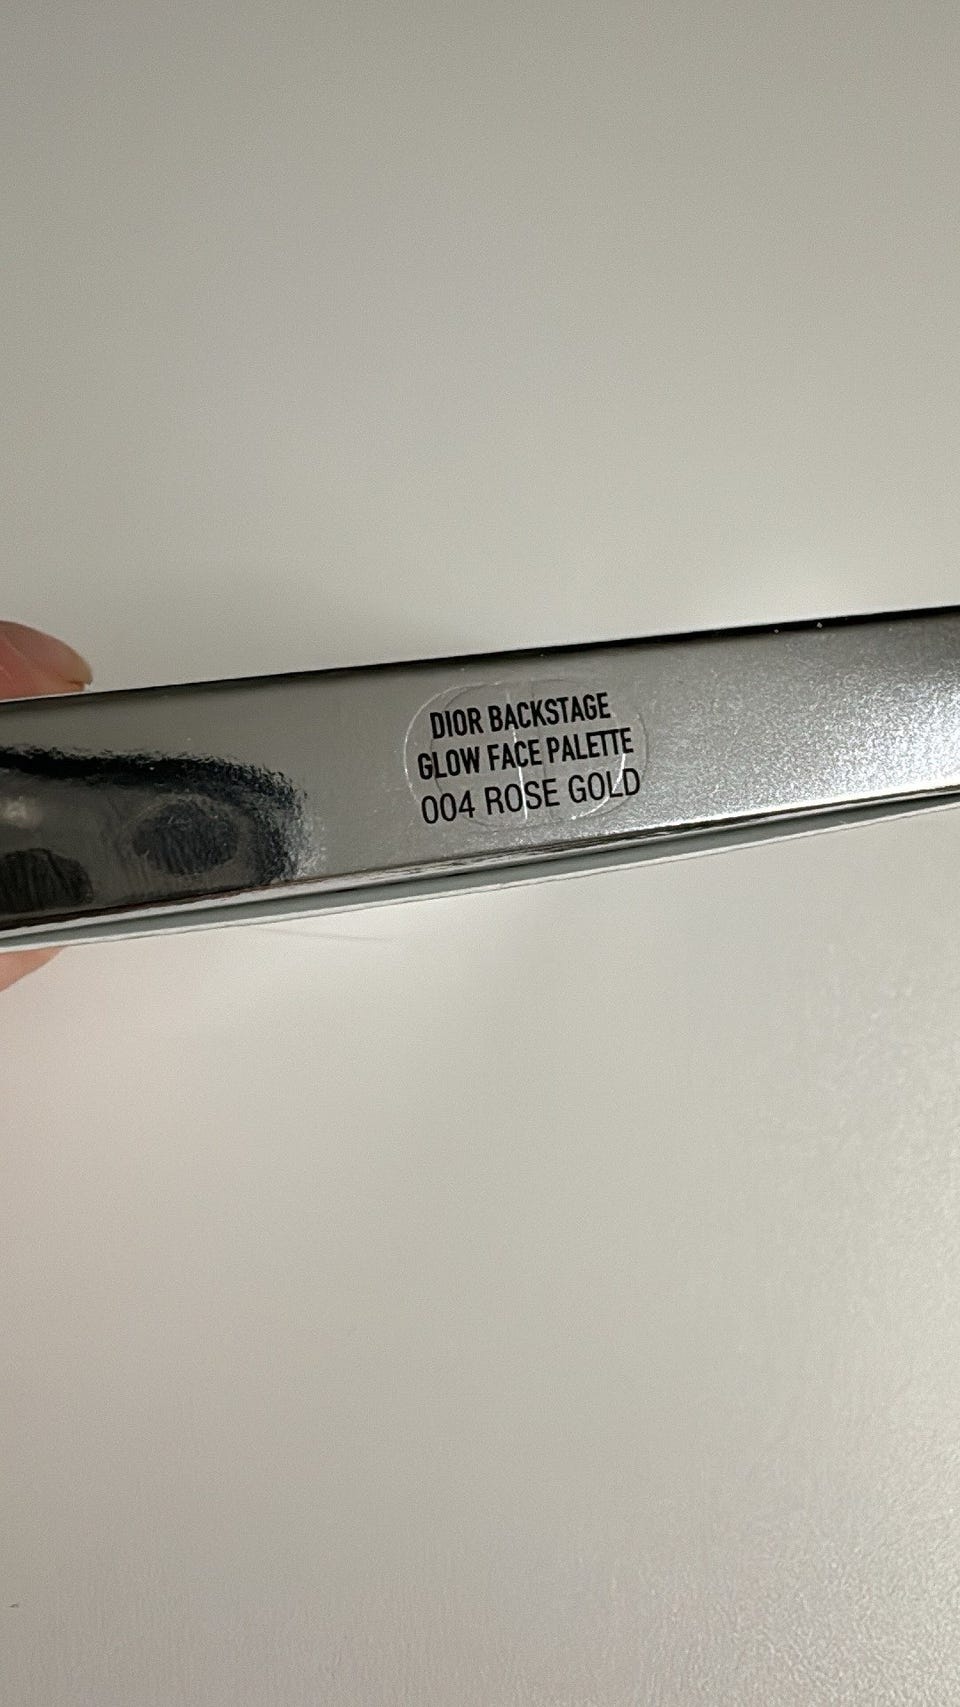 DIOR BACKSTAGE
GLOW FACE PALETTE
004 ROSE GOLD